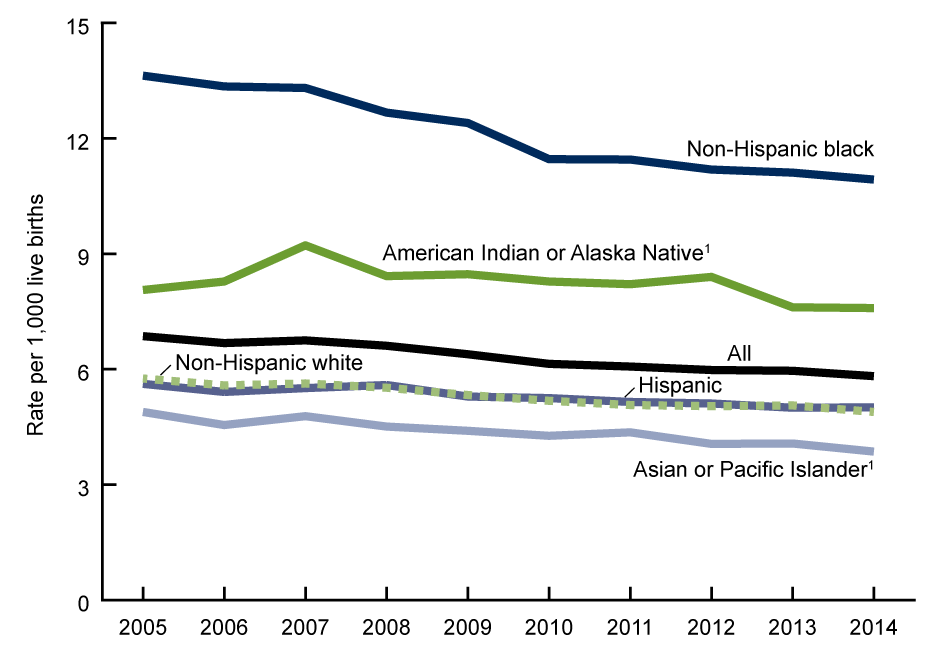 Rate per 1,000 live births
15
12
9
6
3
0
Non-Hispanic black
American Indian or Alaska Native¹
All
Non-Hispanic white
Hispanic
Asian or Pacific Islander¹
2005 2006 2007 2008 2009 2010 2011 2012 2013 2014